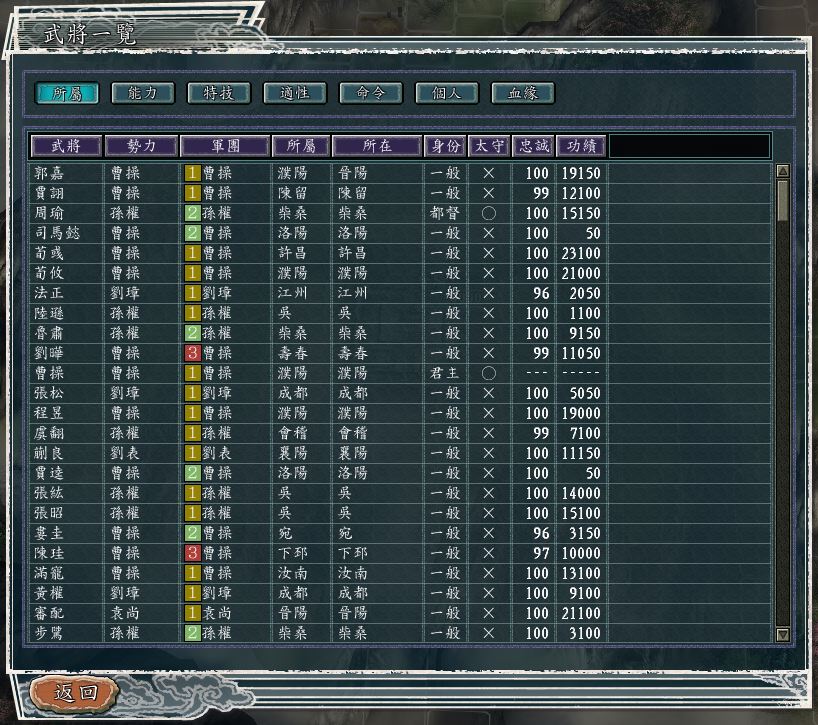 武將一覽
所屬 能力 特技 適性 命令 個人 血緣
武將 勢力 軍團 所屬 所在 身份 太守 忠誠 功績
郭嘉 曹操 1曹操 濮陽 晉陽 一般 × 100 19150
賈詡 曹操 1曹操 陳留 陳留 一般 × 99 12100
周瑜 孫權 2孫權 柴桑 柴桑 都督 ○ 100 15150
司馬懿 曹操 2曹操 洛陽 洛陽 一般 × 100 50
荀彧 曹操 1曹操 許昌 許昌 一般 × 100 23100
荀攸 曹操 1曹操 濮陽 濮陽 一般 × 100 21000
法正 劉璋 1劉璋 江州 江州 一般 × 96 2050
陸遜 孫權 1孫權 吳 吳 一般 × 100 1100
魯肅 孫權 2孫權 柴桑 柴桑 一般 × 100 9150
劉曄 曹操 3曹操 壽春 壽春 一般 × 99 11050
曹操 曹操 1曹操 濮陽 濮陽 君主 ○ --- -----
張松 劉璋 1劉璋 成都 成都 一般 × 100 5050
程昱 曹操 1曹操 濮陽 濮陽 一般 × 100 19000
虞翻 孫權 1孫權 會稽 會稽 一般 × 99 7100
蒯良 劉表 1劉表 襄陽 襄陽 一般 × 100 11150
賈逵 曹操 2曹操 洛陽 洛陽 一般 × 100 50
張紘 孫權 1孫權 吳 吳 一般 × 100 14000
張昭 孫權 1孫權 吳 吳 一般 × 100 15100
婁圭 曹操 2曹操 宛 宛 一般 × 96 3150
陳珪 曹操 3曹操 下邳 下邳 一般 × 97 10000
滿寵 曹操 1曹操 汝南 汝南 一般 × 100 13100
黃權 劉璋 1劉璋 成都 成都 一般 × 100 9100
審配 袁尚 1袁尚 晉陽 晉陽 一般 × 100 21100
步騭 孫權 2孫權 柴桑 柴桑 一般 × 100 3100
返回